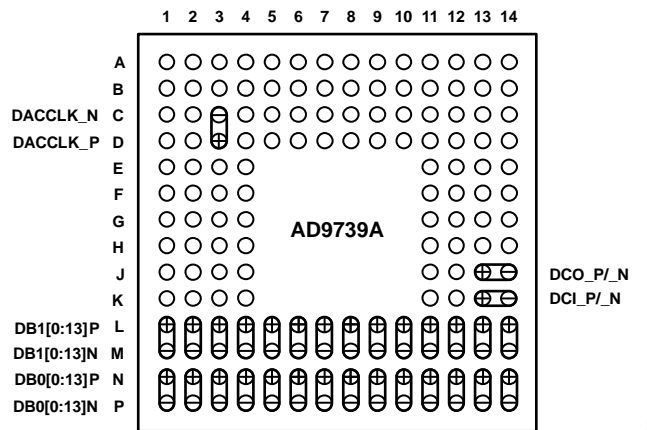 1 2 3 4 5 6 7 8 9 10 11 12 13 14
A
B
DACCLK_N C
DACCLK_P D
E
F
G
AD9739A
H
J DCO_P/_N
K DCI_P/_N
DB1[0:13]P L
DB1[0:13]N M
DB0[0:13]P N
DB0[0:13]N P